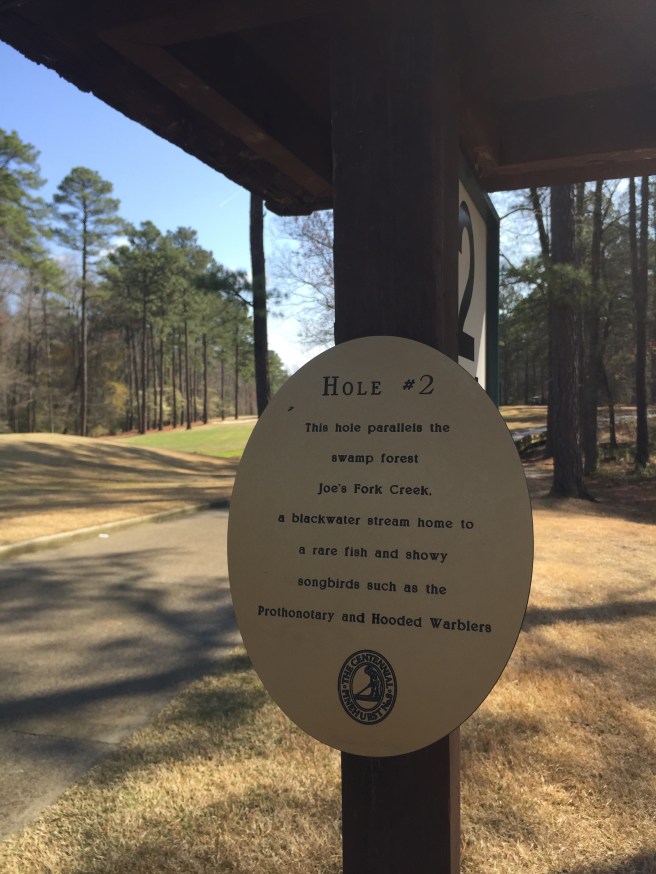 2
HOLE #2
This hole parallels the
swamp forest
Joe's Fork Creek,
a blackwater stream home to
a rare fish and showy
songbirds such as the
Prothonotary and Hooded Warblers
THE CENTENNIAL
PINEHURST No. 8